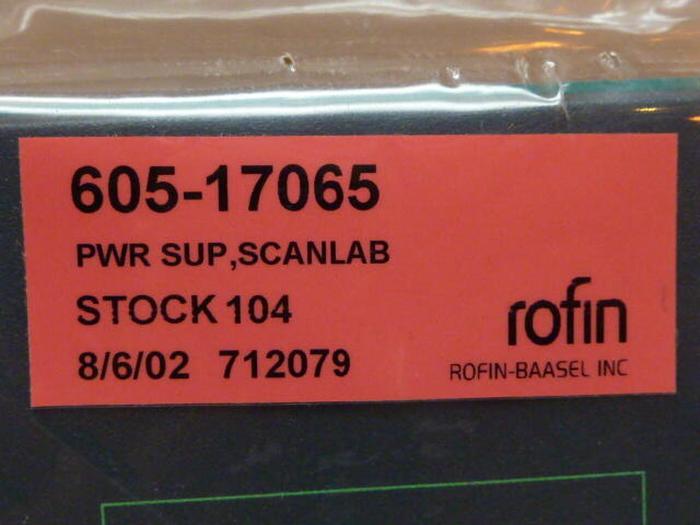 605-17065
PWR SUP,SCANLAB
STOCK 104
8/6/02 712079
rofin
ROFIN-BAASEL INC